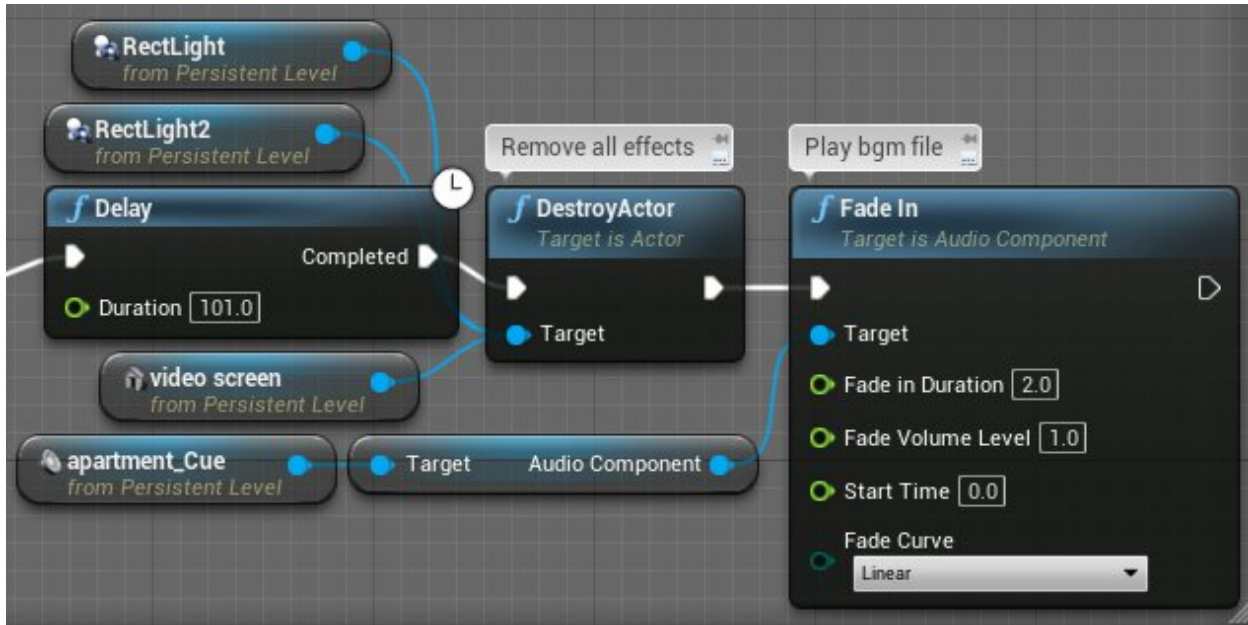 RectLight
from Persistent Level
RectLight2
from Persistent Level
Remove all effects
Play bgm file
f Delay
Completed
Duration 101.0
f DestroyActor
Target is Actor
Target
f Fade In
Target is Audio Component
Target
Fade in Duration 2.0
Fade Volume Level 1.0
Start Time 0.0
Fade Curve
Linear
video screen
from Persistent Level
apartment_Cue
from Persistent Level
Target Audio Component